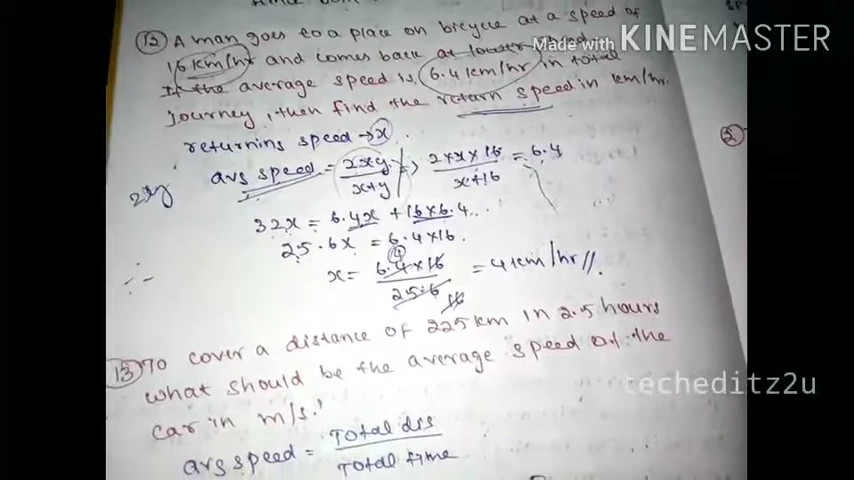 (12) A man goes to a place on bicycle at a speed of
16 km/hr and comes back at lower speed.
Made with KINEMASTER
If the average speed is 6.4 km/hr in total
Journey, then find the return speed in km/hr.
returning speed → x.
avg speed = 2xy/x+y ⇒ 2×x×16/x+16 = 6.4
2xy
32x = 6.4x + 16×6.4
25.6x = 6.4×16.
x = 6.4×16/25.6 = 4 km/hr //.
4
16
(13) To cover a distance of 225 km in 2.5 hours
what should be the average speed of the
techeditz2u
car in m/s.
avg speed = Total dis/Total time
(2)